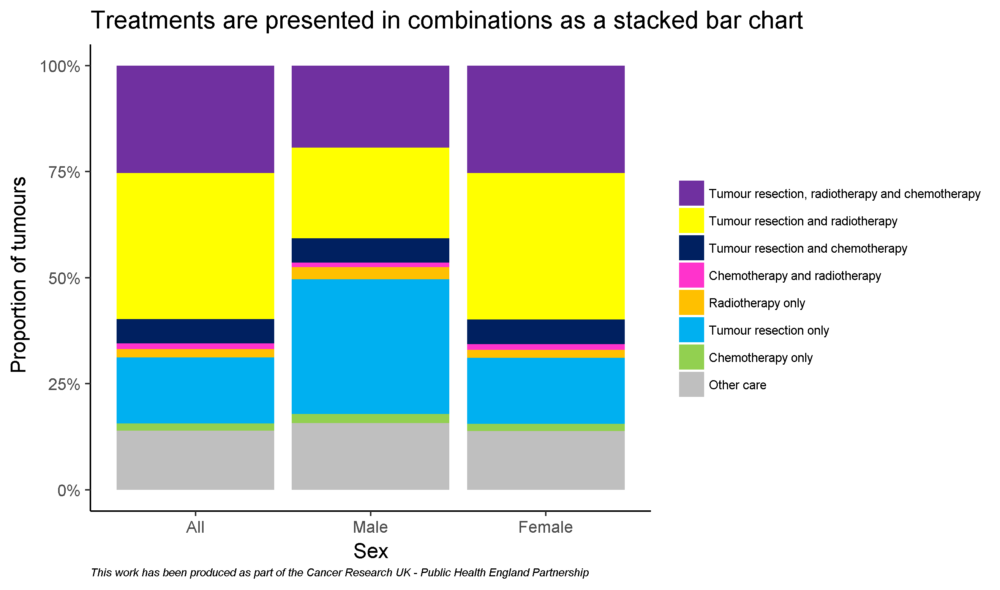 Treatments are presented in combinations as a stacked bar chart
Proportion of tumours
100%
75%
50%
25%
0%
All
Male
Female
Sex
Tumour resection, radiotherapy and chemotherapy
Tumour resection and radiotherapy
Tumour resection and chemotherapy
Chemotherapy and radiotherapy
Radiotherapy only
Tumour resection only
Chemotherapy only
Other care
This work has been produced as part of the Cancer Research UK - Public Health England Partnership